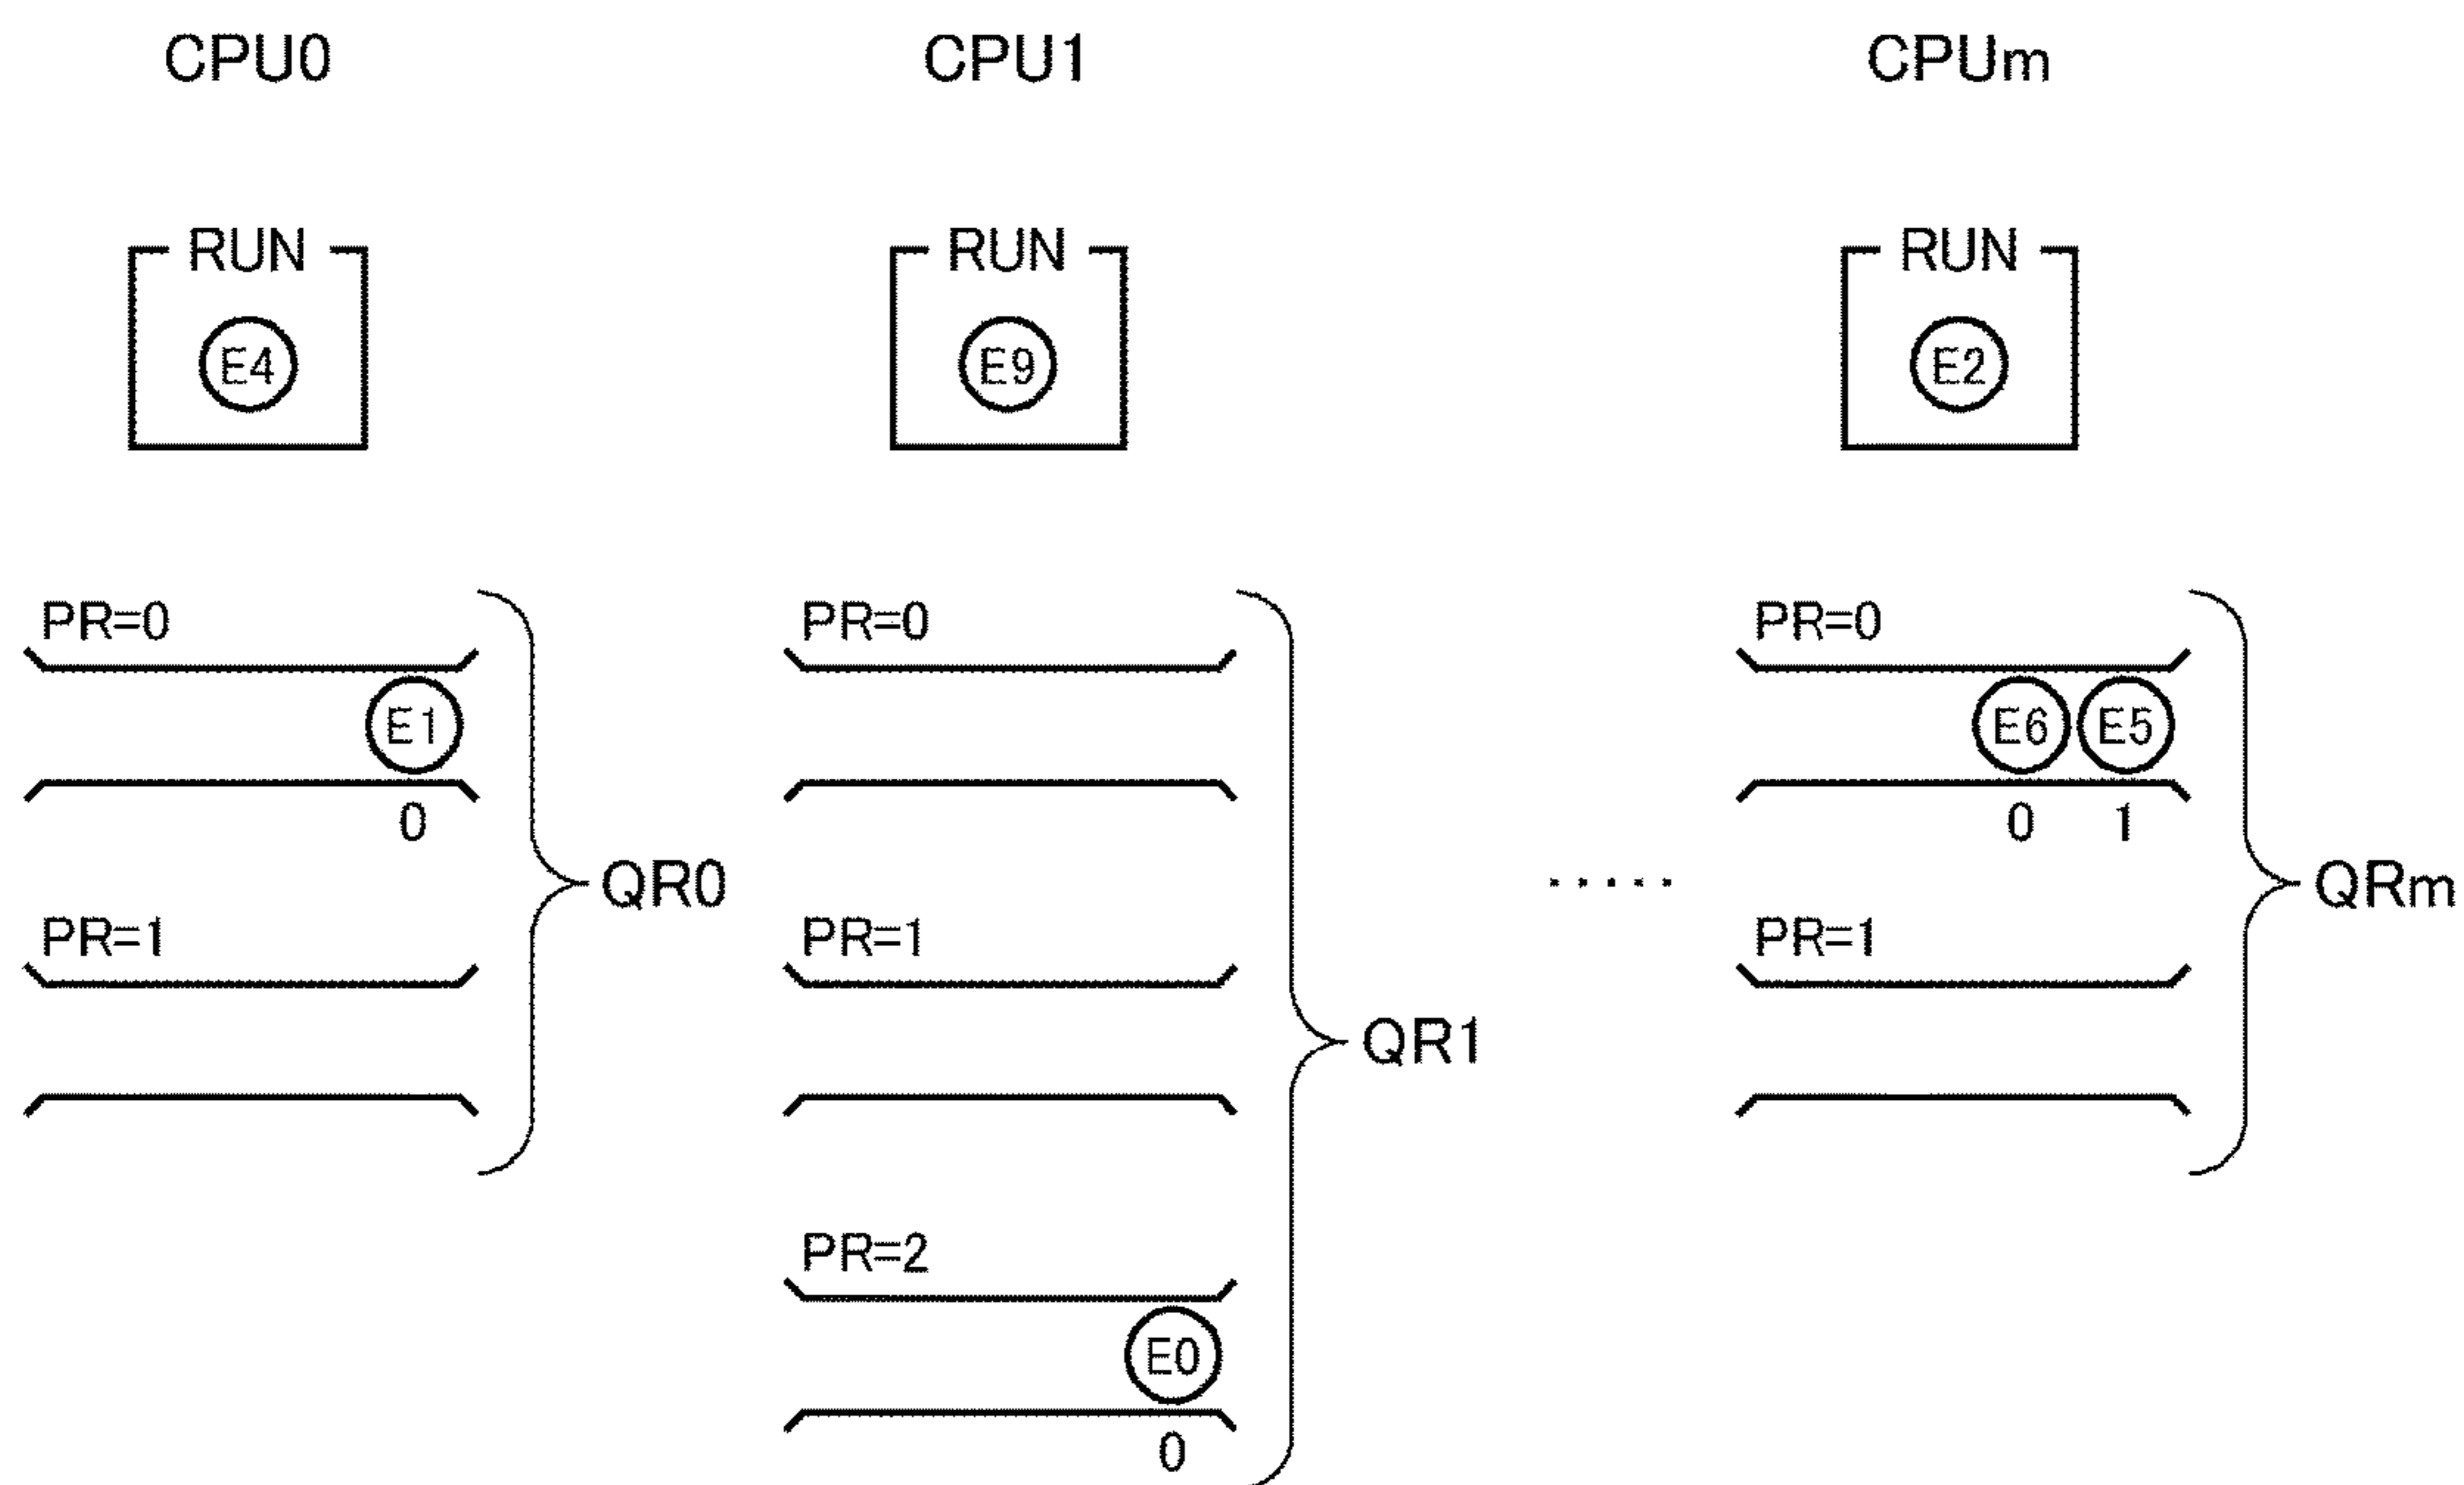 CPU0 CPU1 CPUm
RUN RUN RUN
E4 E9 E2
PR=0 PR=0 PR=0
E1 E6 E5
0 0 1
QR0 ..... QRm
PR=1 PR=1 PR=1
QR1
PR=2
E0
0